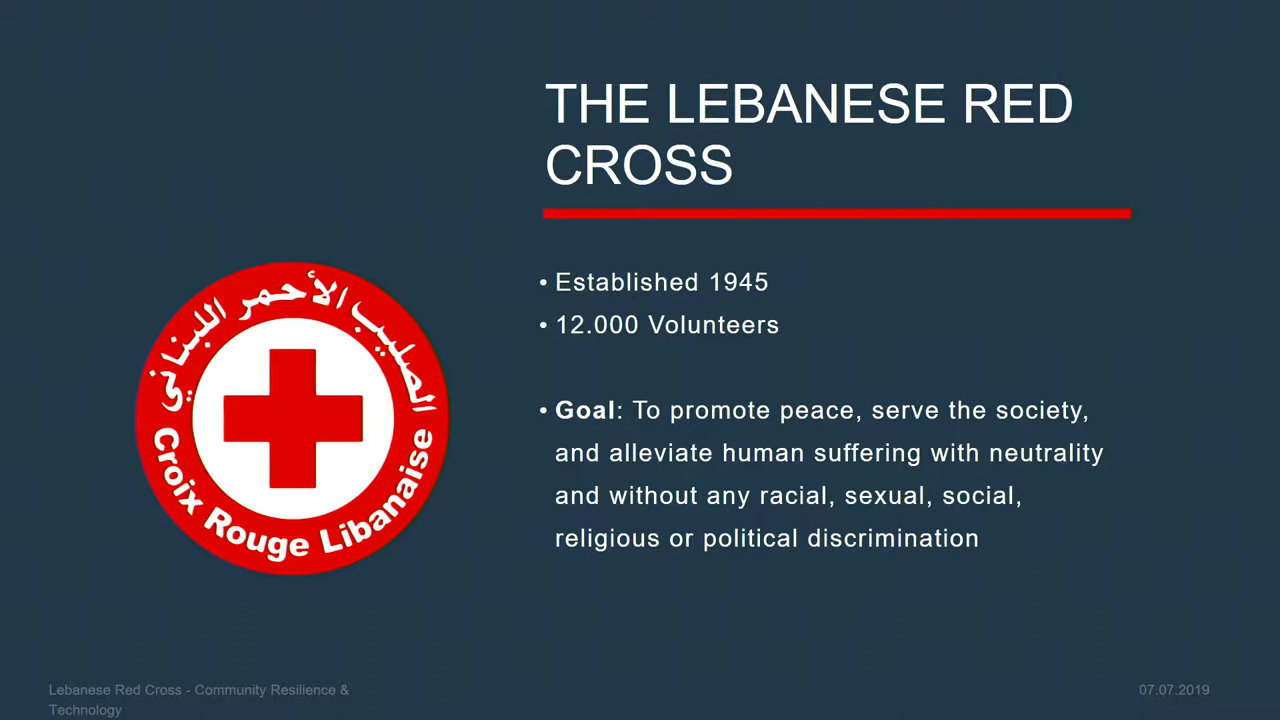 THE LEBANESE RED
CROSS
• Established 1945
• 12.000 Volunteers
• Goal: To promote peace, serve the society,
and alleviate human suffering with neutrality
and without any racial, sexual, social,
religious or political discrimination
الصليب الأحمر اللبناني
Croix Rouge Libanaise
Lebanese Red Cross - Community Resilience &
Technology
07.07.2019